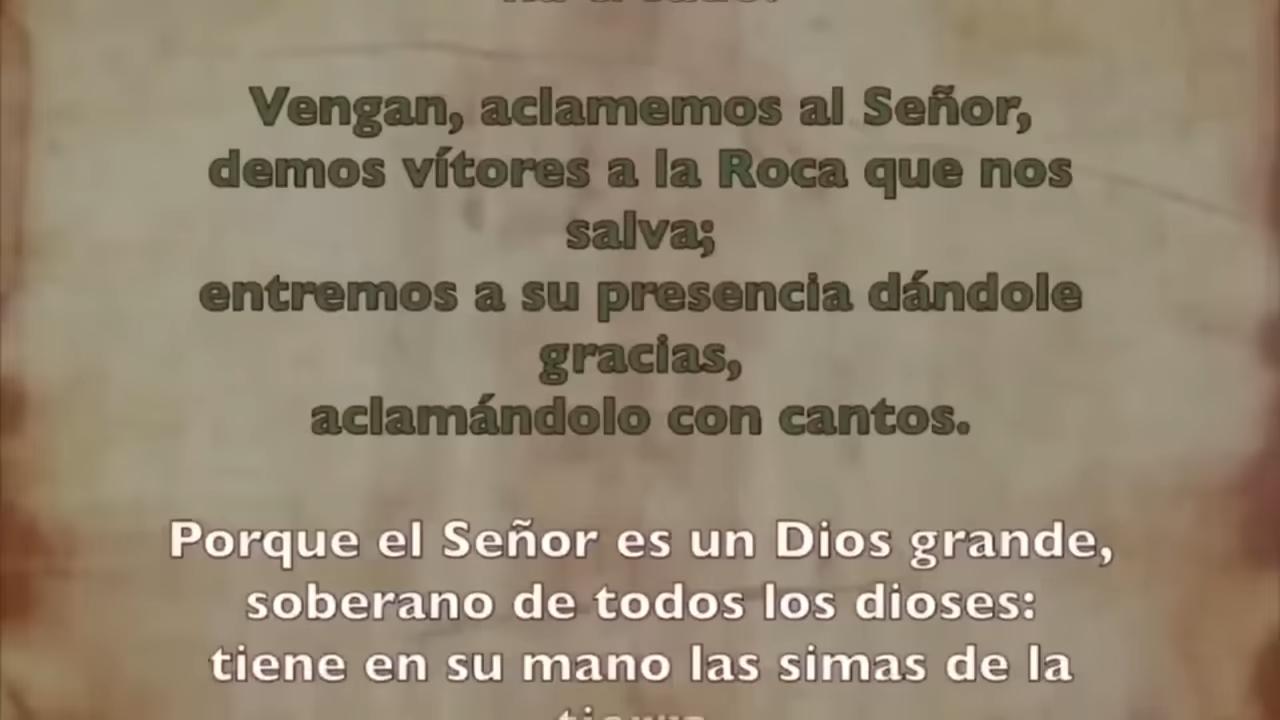 Vengan, aclamemos al Señor,
demos vítores a la Roca que nos
salva;
entremos a su presencia dándole
gracias,
aclamándolo con cantos.
Porque el Señor es un Dios grande,
soberano de todos los dioses:
tiene en su mano las simas de la